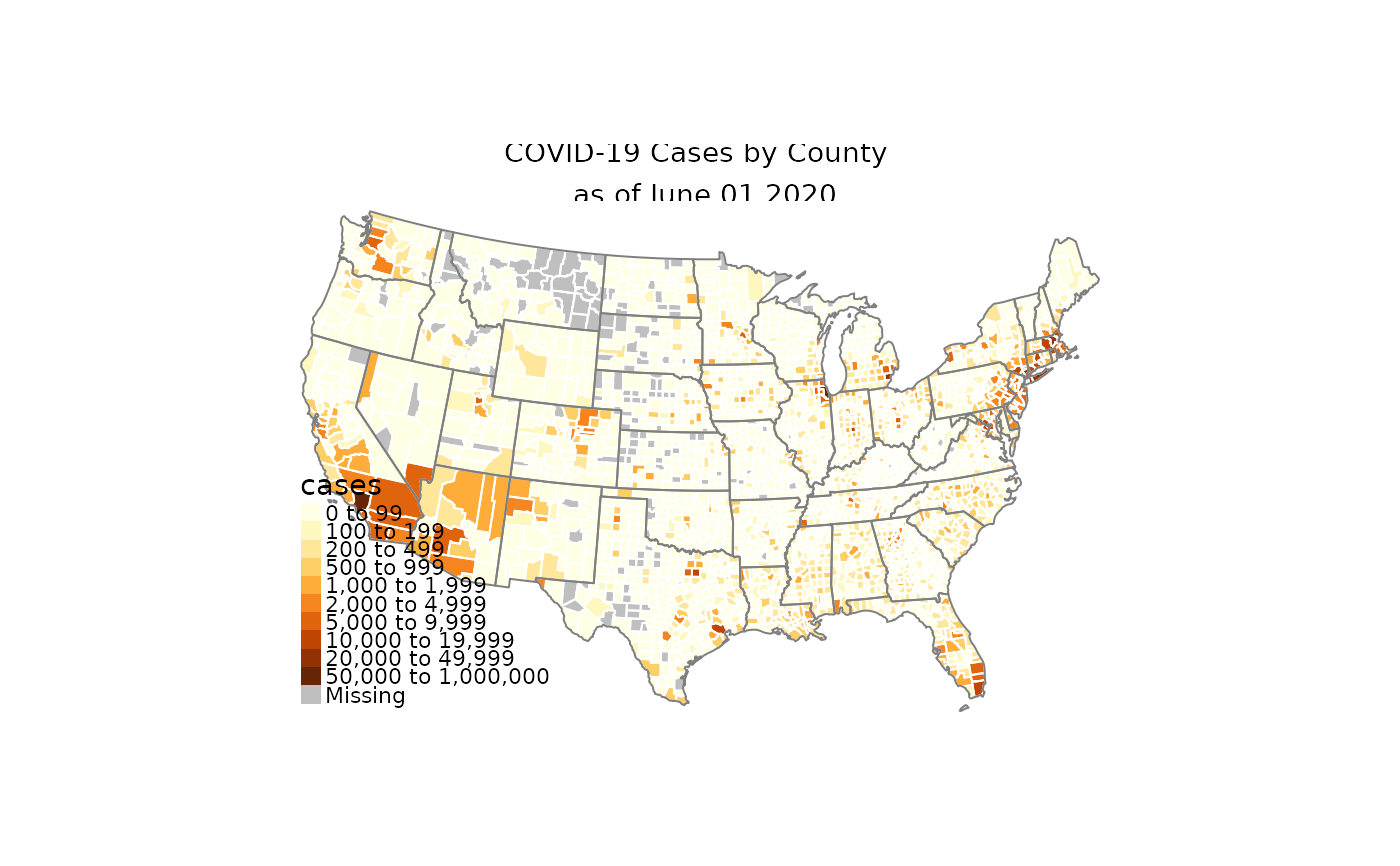 COVID-19 Cases by County
as of June 01 2020
cases
0 to 99
100 to 199
200 to 499
500 to 999
1,000 to 1,999
2,000 to 4,999
5,000 to 9,999
10,000 to 19,999
20,000 to 49,999
50,000 to 1,000,000
Missing